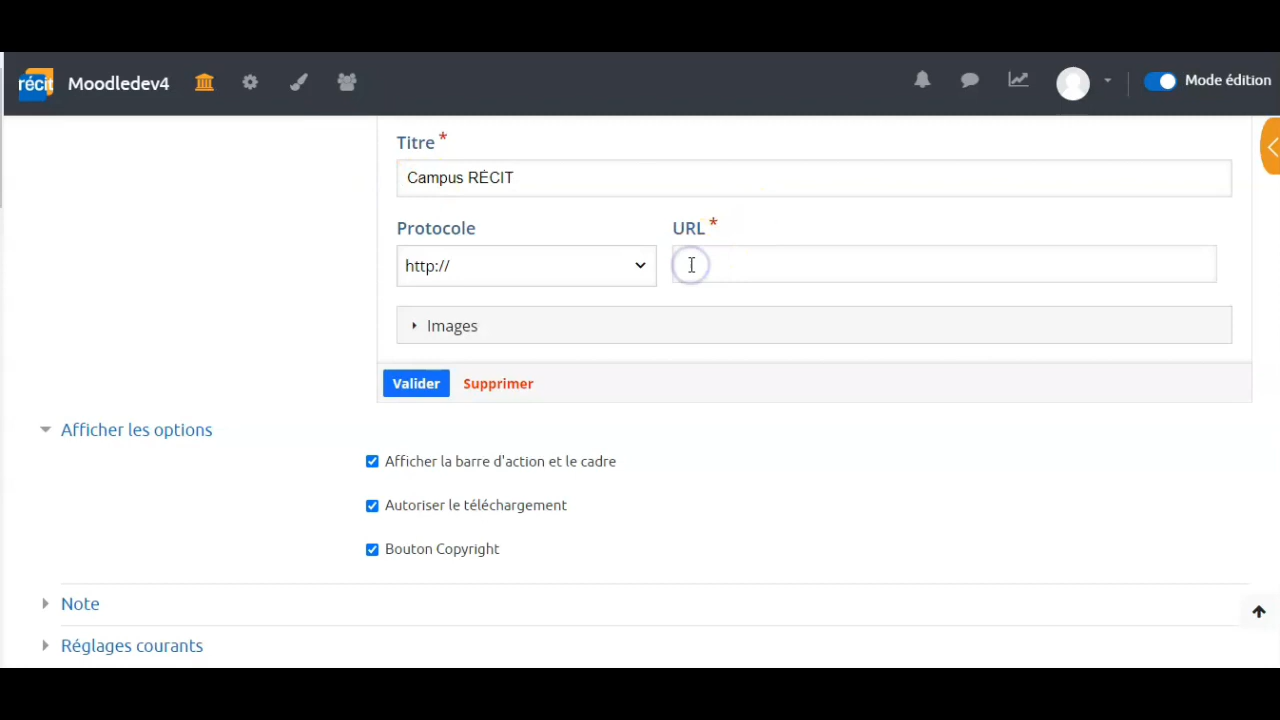 récit Moodledev4 Mode édition
Titre *
Campus RÉCIT
Protocole URL *
http://
Images
Valider Supprimer
Afficher les options
Afficher la barre d'action et le cadre
Autoriser le téléchargement
Bouton Copyright
Note
Réglages courants